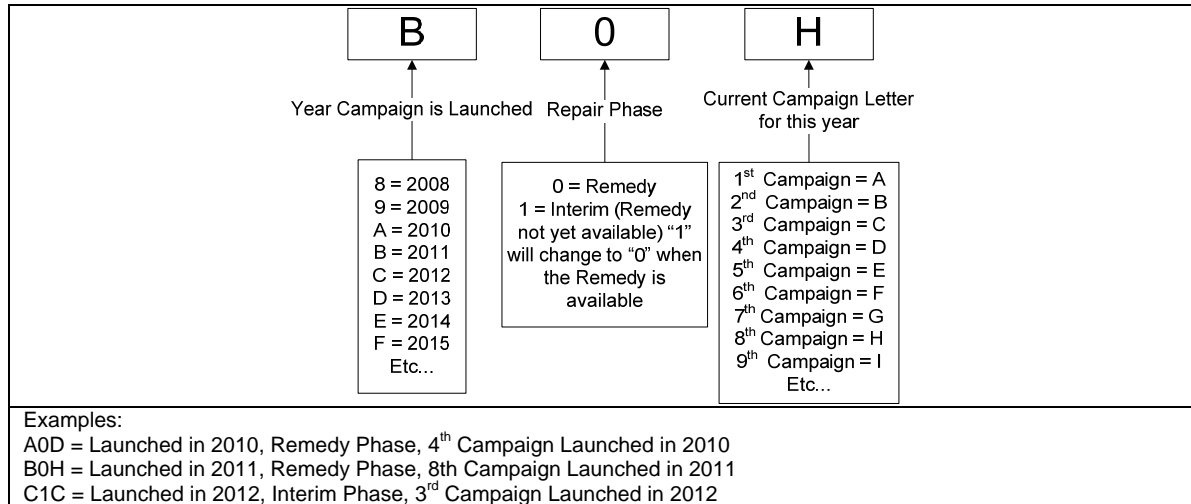 B
0
H
Year Campaign is Launched
Repair Phase
Current Campaign Letter
for this year
8 = 2008
9 = 2009
A = 2010
B = 2011
C = 2012
D = 2013
E = 2014
F = 2015
Etc...
0 = Remedy
1 = Interim (Remedy
not yet available) “1”
will change to “0” when
the Remedy is
available
1st Campaign = A
2nd Campaign = B
3rd Campaign = C
4th Campaign = D
5th Campaign = E
6th Campaign = F
7th Campaign = G
8th Campaign = H
9th Campaign = I
Etc...
Examples:
A0D = Launched in 2010, Remedy Phase, 4th Campaign Launched in 2010
B0H = Launched in 2011, Remedy Phase, 8th Campaign Launched in 2011
C1C = Launched in 2012, Interim Phase, 3rd Campaign Launched in 2012